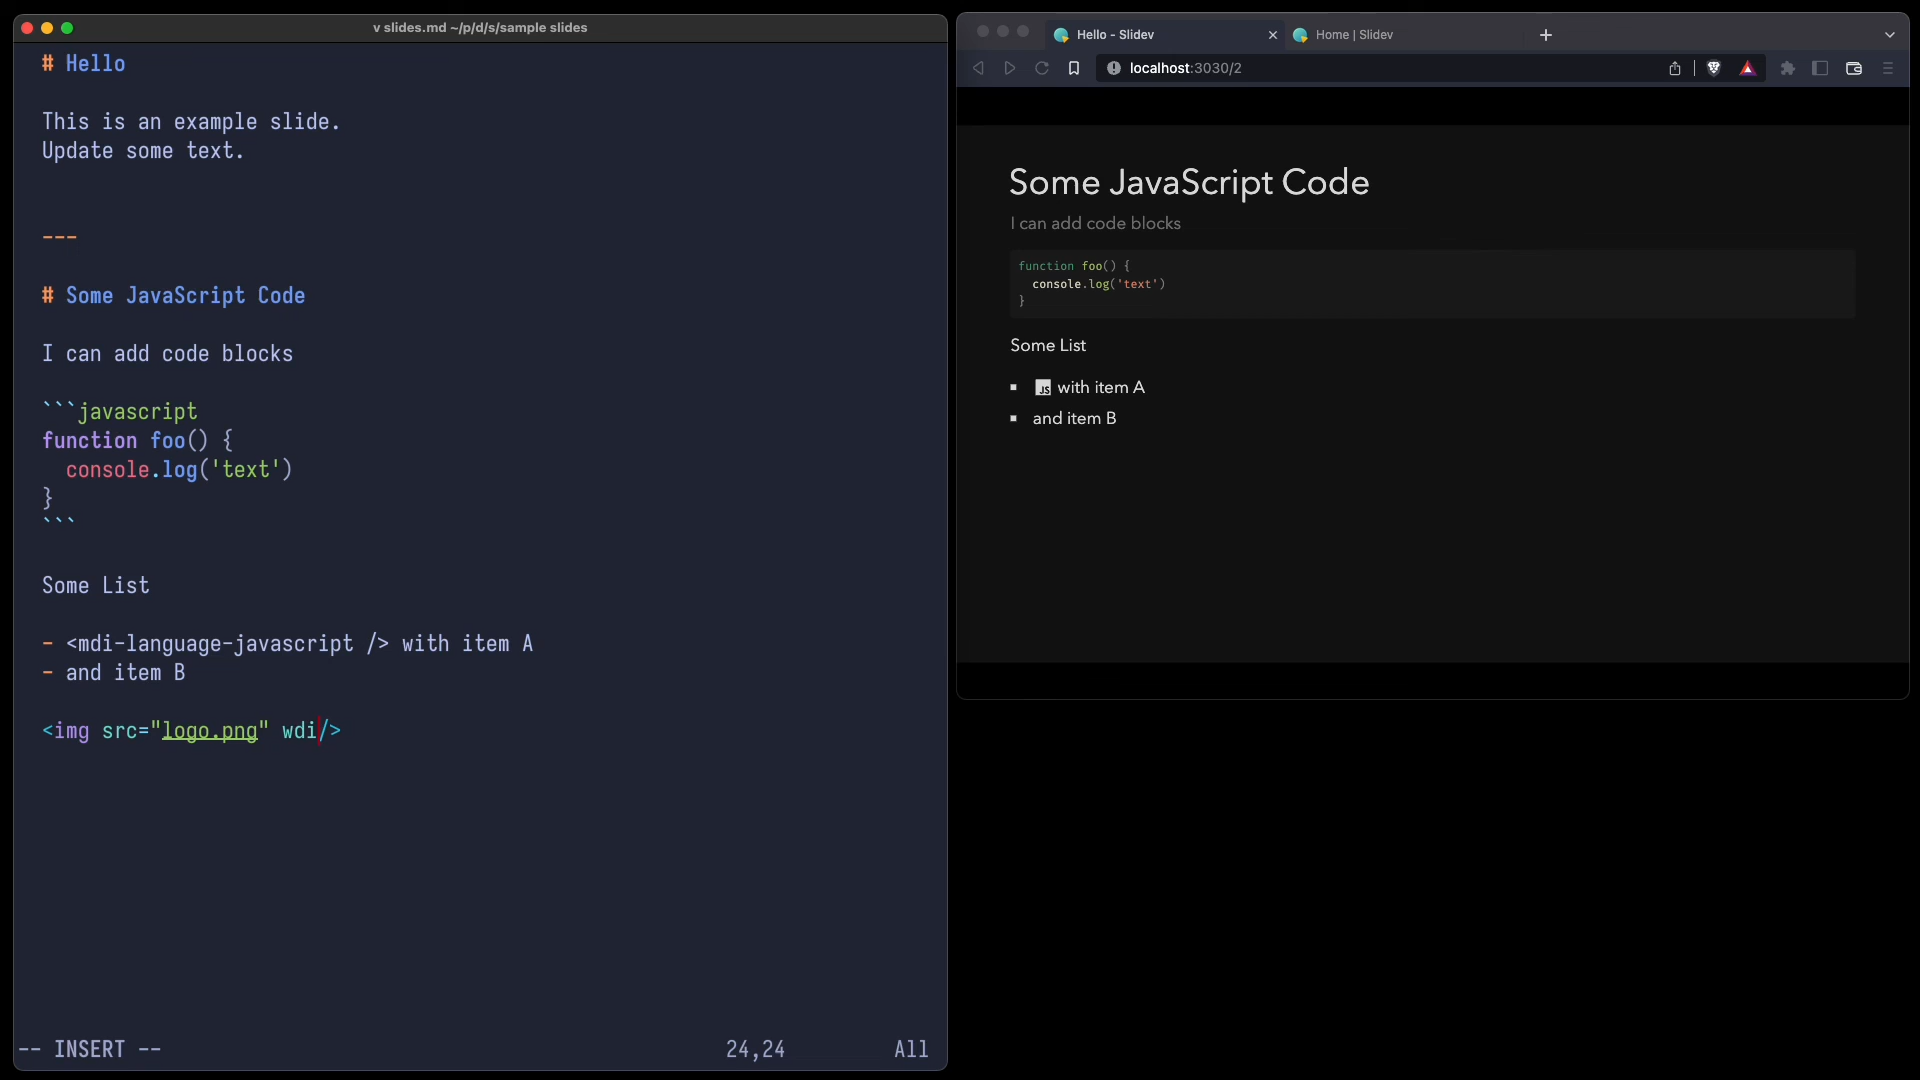 v slides.md ~/p/d/s/sample slides
# Hello
This is an example slide.
Update some text.
---
# Some JavaScript Code
I can add code blocks
```javascript
function foo() {
  console.log('text')
}
```
Some List
- <mdi-language-javascript /> with item A
- and item B
<img src="logo.png" wdi/>
-- INSERT --
24,24
All
Hello - Slidev
Home | Slidev
localhost:3030/2
Some JavaScript Code
I can add code blocks
function foo() {
  console.log('text')
}
Some List
JS with item A
and item B